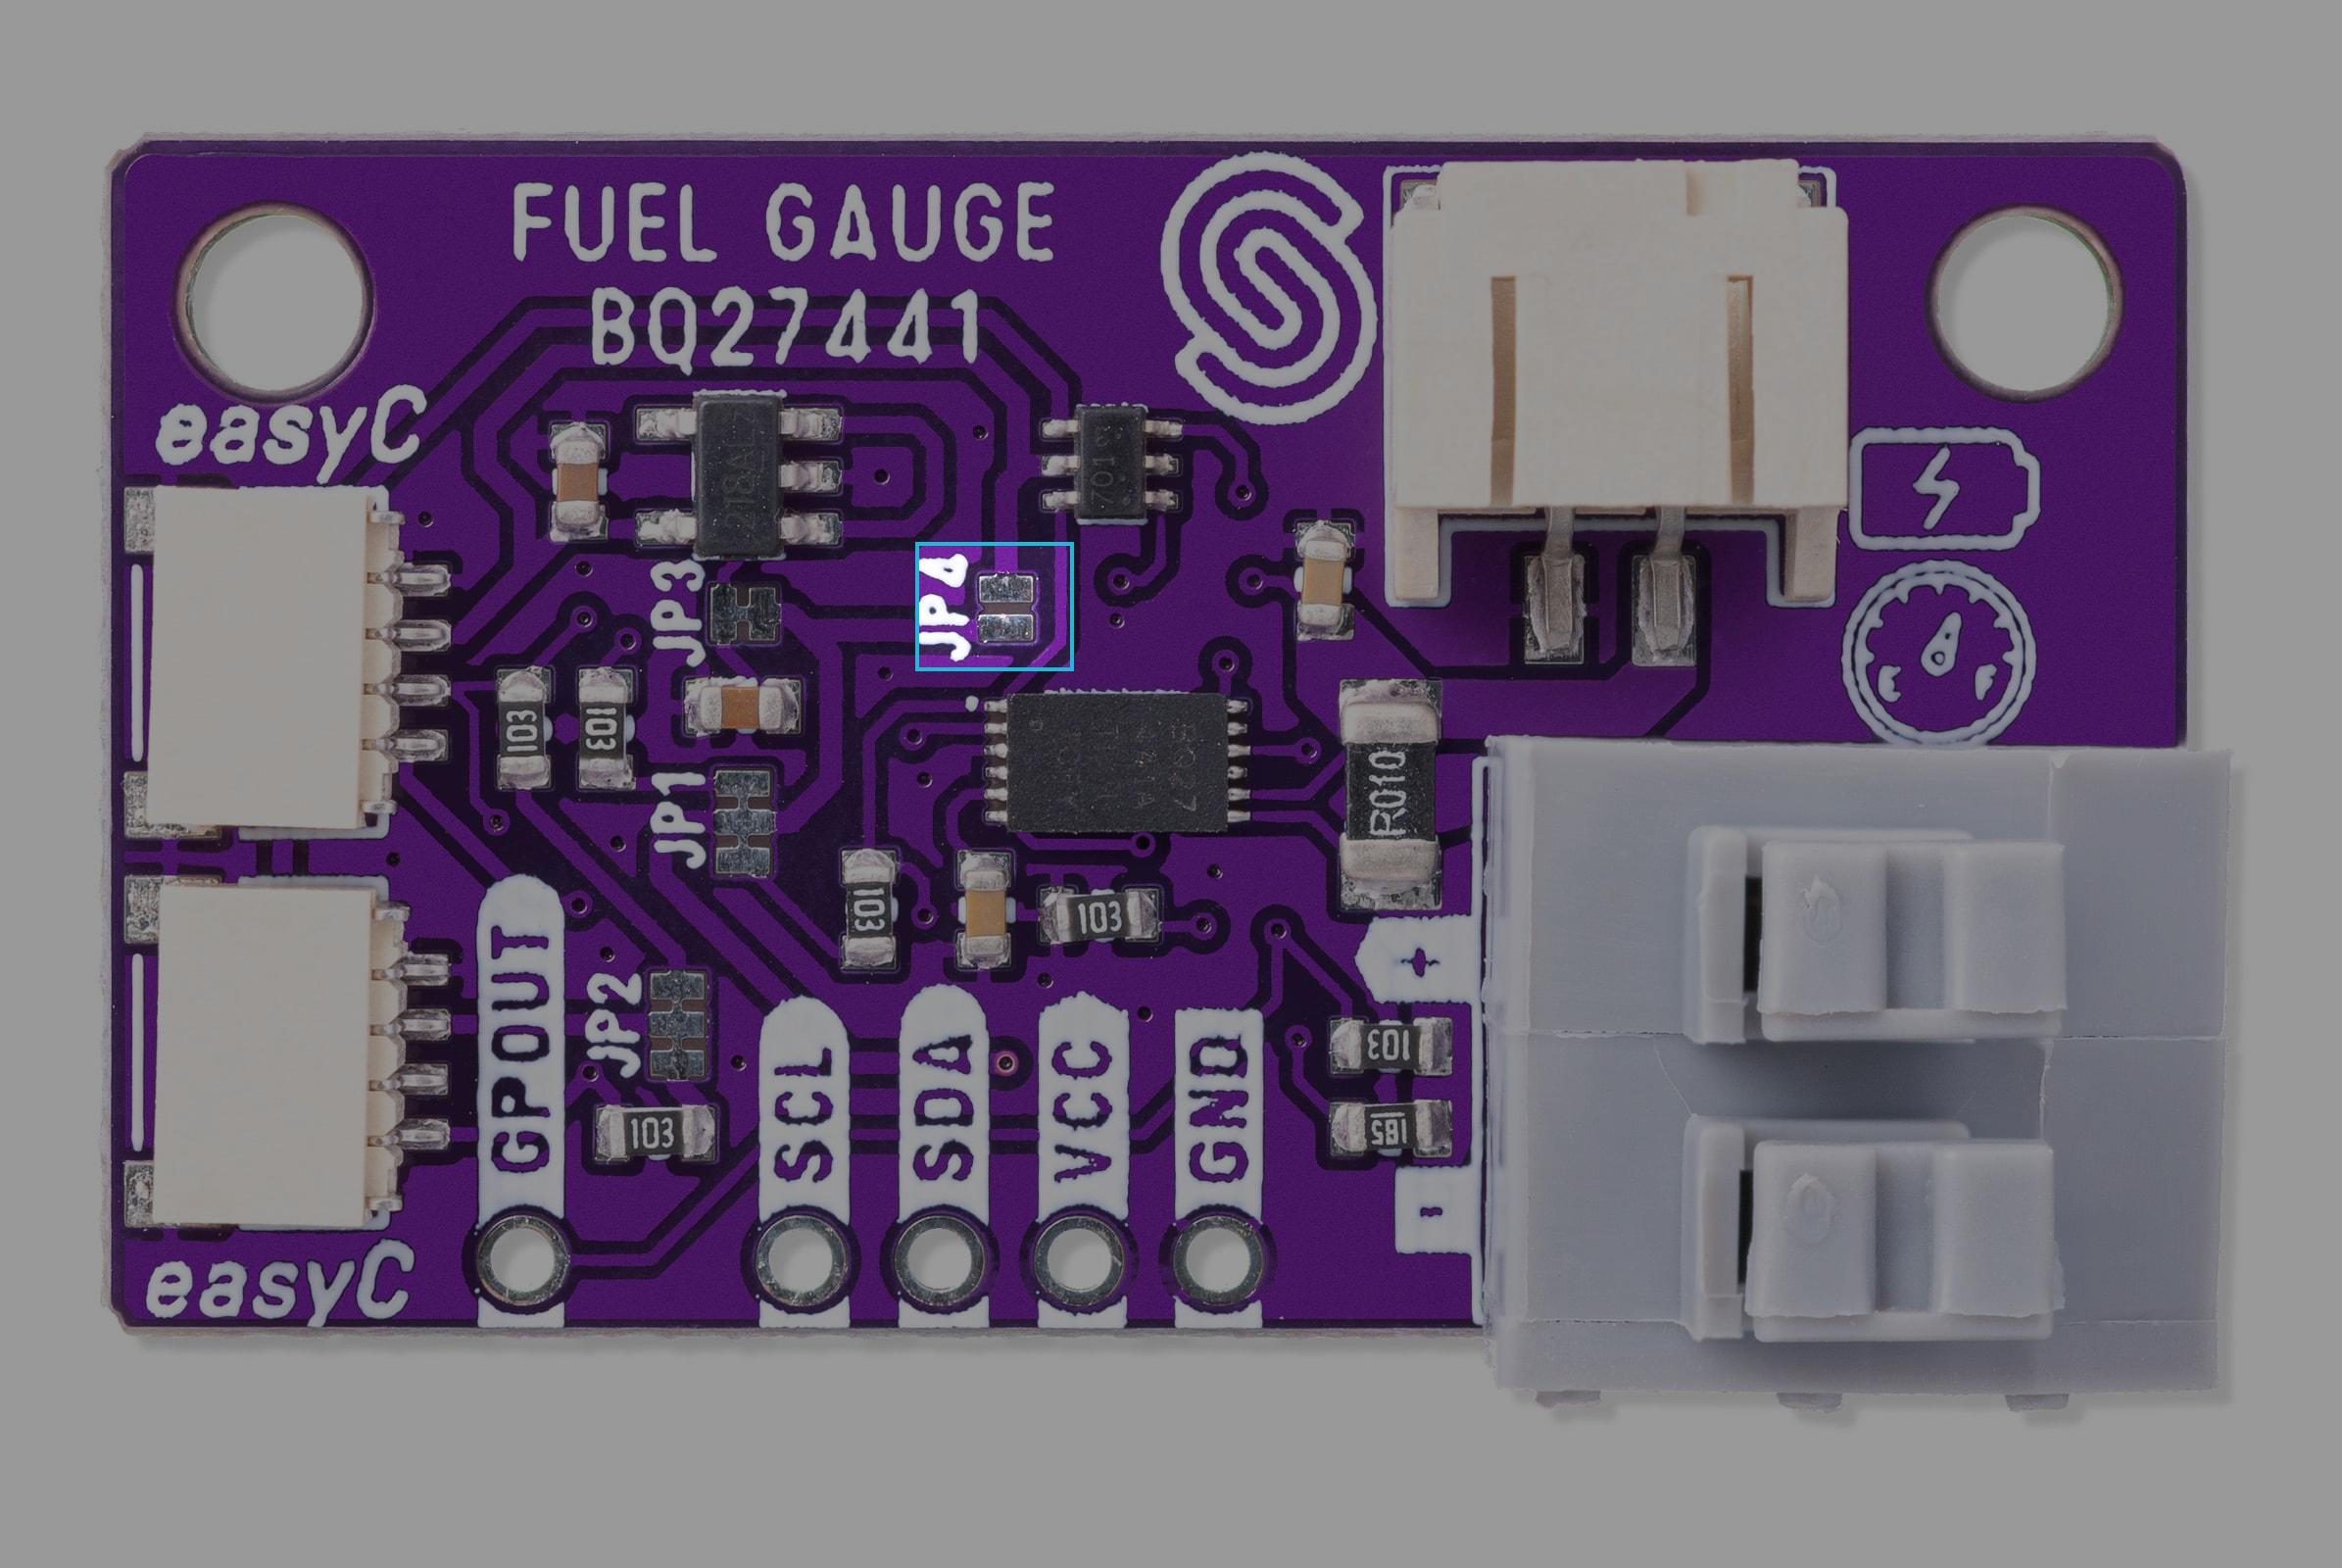 FUEL GAUGE
BQ27441
easyC
JP3
JP4
103
103
JP1
R010
103
103
GPOUT
JP2
103
SCL
SDA
VCC
GND
+
103
185
-
E
F
easyC